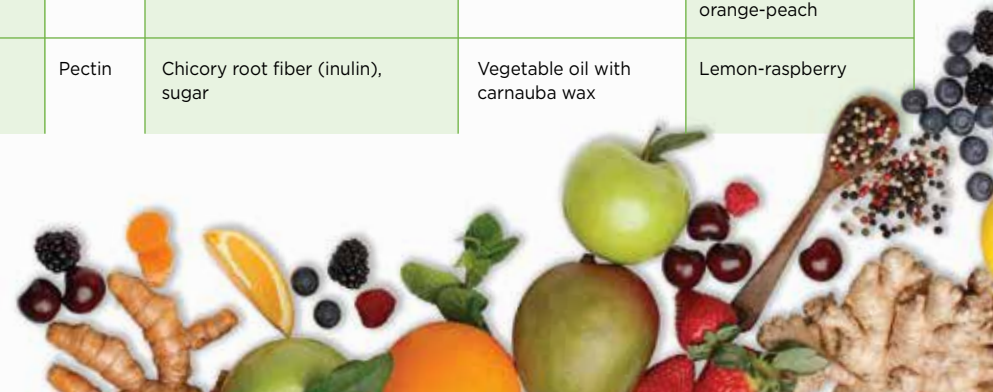 orange-peach
Pectin
Chicory root fiber (inulin),
sugar
Vegetable oil with
carnauba wax
Lemon-raspberry